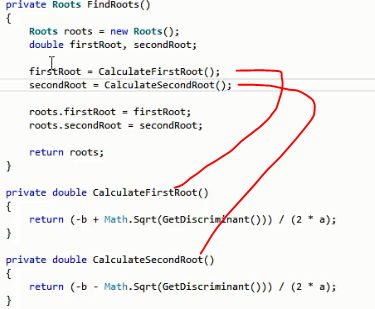 private Roots FindRoots()
{
Roots roots = new Roots();
double firstRoot, secondRoot;
firstRoot = CalculateFirstRoot();
secondRoot = CalculateSecondRoot();
roots.firstRoot = firstRoot;
roots.secondRoot = secondRoot;
return roots;
}
private double CalculateFirstRoot()
{
return (-b + Math.Sqrt(GetDiscriminant())) / (2 * a);
}
private double CalculateSecondRoot()
{
return (-b - Math.Sqrt(GetDiscriminant())) / (2 * a);
}